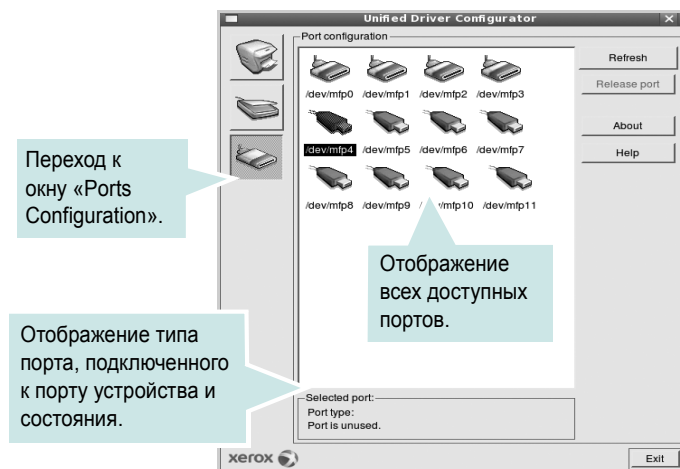 Unified Driver Configurator
Port configuration
Refresh
/dev/mfp0 /dev/mfp1 /dev/mfp2 /dev/mfp3
Release port
About
/dev/mfp4 /dev/mfp5 /dev/mfp6 /dev/mfp7
Help
Переход к
окну «Ports
Configuration».
/dev/mfp8 /dev/mfp9 /dev/mfp10 /dev/mfp11
Отображение
всех доступных
портов.
Отображение типа
порта, подключенного
к порту устройства и
состояния.
Selected port:
Port type:
Port is unused.
xerox
Exit